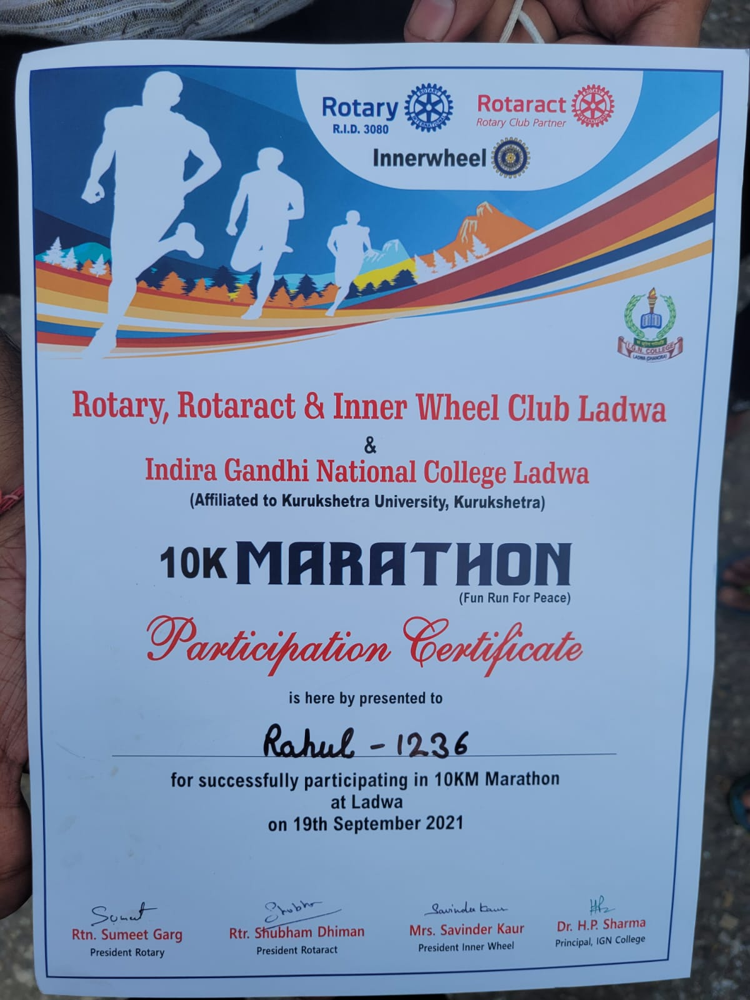 Rotary
R.I.D. 3080
ROTARY
INTERNATIONAL
Rotaract
Rotary Club Partner
ROTARY
INTERNATIONAL
Innerwheel
I.G.N. COLLEGE
LADWA (DHANORA)
Rotary, Rotaract & Inner Wheel Club Ladwa
&
Indira Gandhi National College Ladwa
(Affiliated to Kurukshetra University, Kurukshetra)
10K MARATHON
(Fun Run For Peace)
Participation Certificate
is here by presented to
Rahul - 1236
for successfully participating in 10KM Marathon
at Ladwa
on 19th September 2021
Sumeet Shubham Savinder Kaur
Rtn. Sumeet Garg Rtr. Shubham Dhiman Mrs. Savinder Kaur Dr. H.P. Sharma
President Rotary President Rotaract President Inner Wheel Principal, IGN College